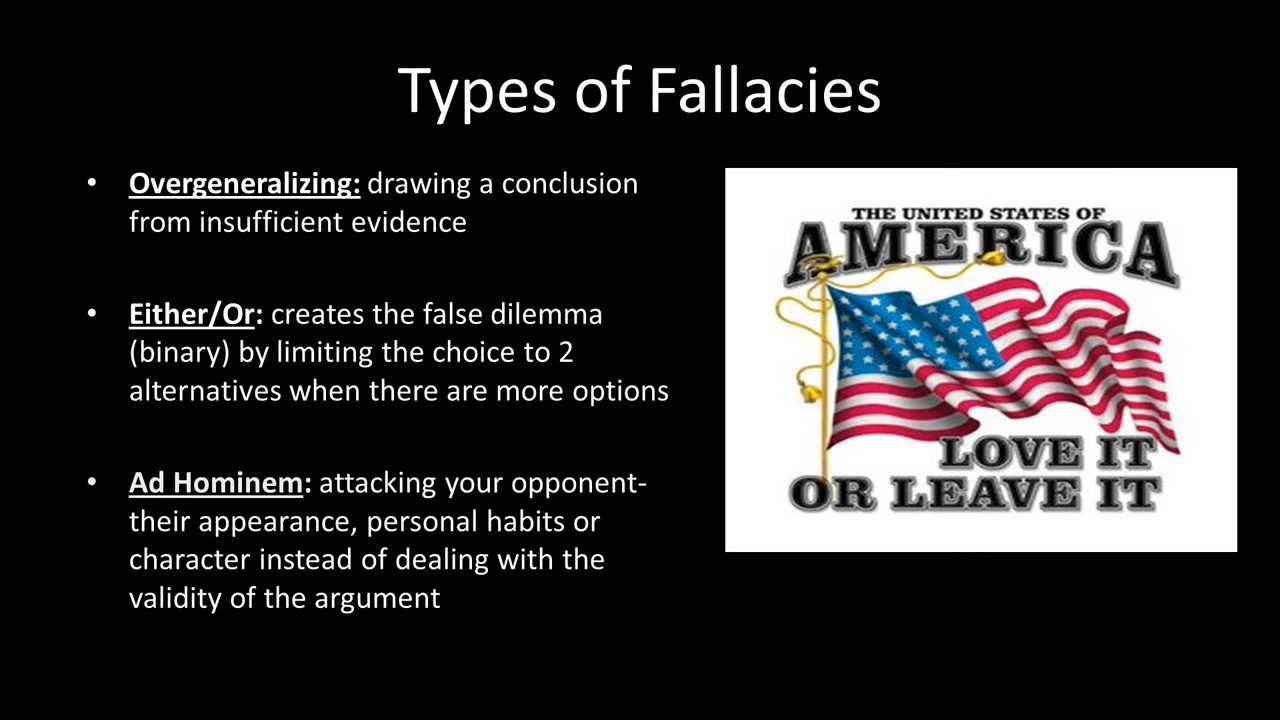 Types of Fallacies
• Overgeneralizing: drawing a conclusion
from insufficient evidence
• Either/Or: creates the false dilemma
(binary) by limiting the choice to 2
alternatives when there are more options
• Ad Hominem: attacking your opponent-
their appearance, personal habits or
character instead of dealing with the
validity of the argument
THE UNITED STATES OF
AMERICA
LOVE IT
OR LEAVE IT